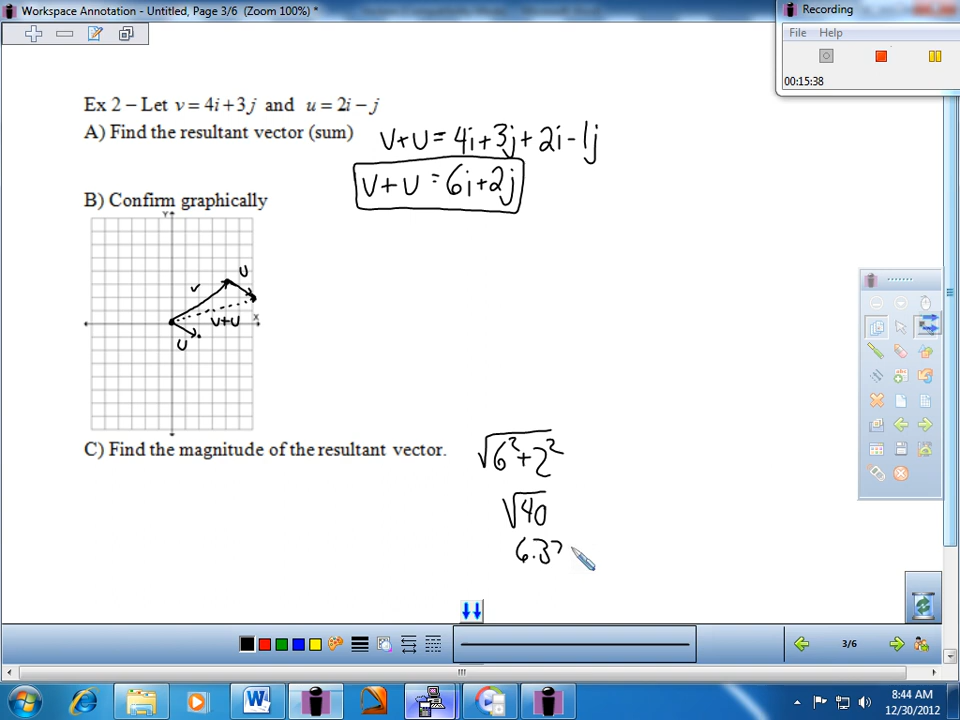 Workspace Annotation - Untitled, Page 3/6 (Zoom 100%) *
Recording
File Help
00:15:38
Ex 2 – Let v = 4i + 3j and u = 2i − j
A) Find the resultant vector (sum)
v+u = 4i+3j+2i-1j
v+u = 6i+2j
B) Confirm graphically
Y
u
v
x
v+u
u
C) Find the magnitude of the resultant vector.
√6²+2²
√40
6.3
3/6
8:44 AM
12/30/2012